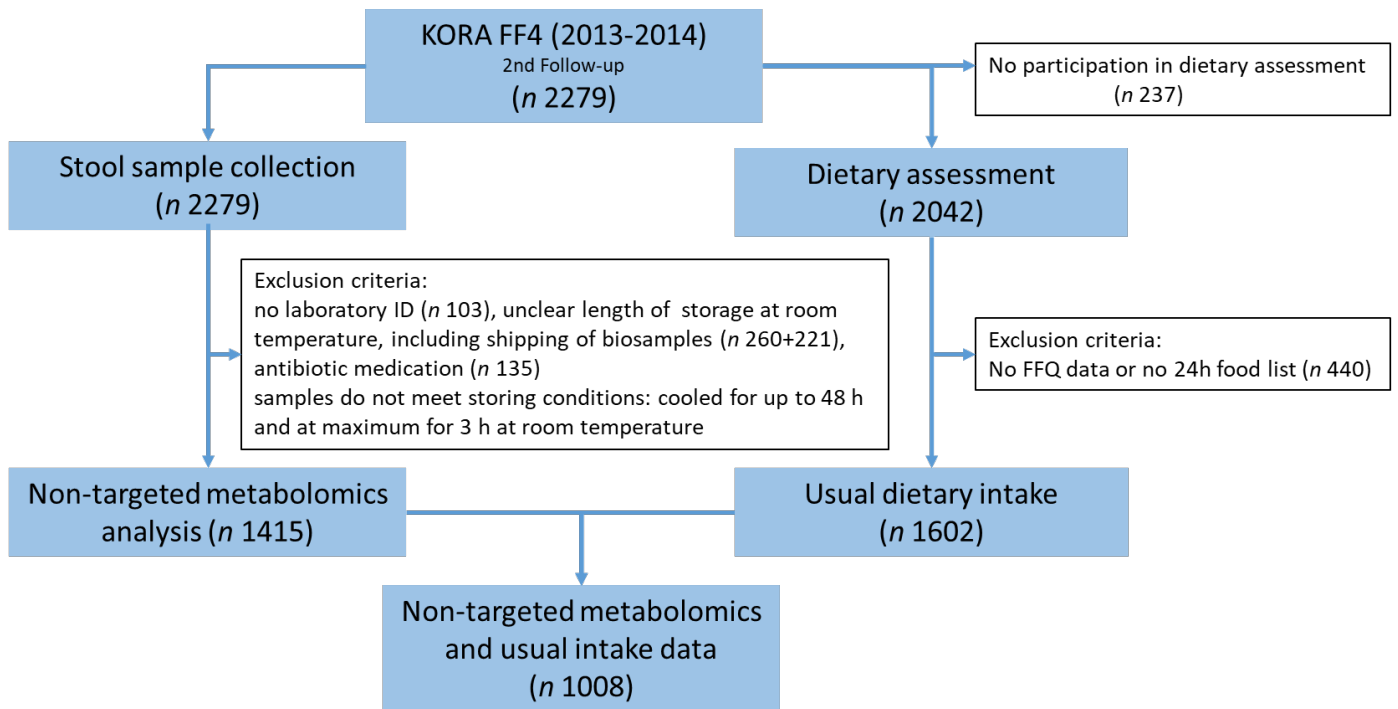 KORA FF4 (2013-2014)
2nd Follow-up
(n 2279)
No participation in dietary assessment
(n 237)
Stool sample collection
(n 2279)
Dietary assessment
(n 2042)
Exclusion criteria:
no laboratory ID (n 103), unclear length of storage at room
temperature, including shipping of biosamples (n 260+221),
antibiotic medication (n 135)
samples do not meet storing conditions: cooled for up to 48 h
and at maximum for 3 h at room temperature
Exclusion criteria:
No FFQ data or no 24h food list (n 440)
Non-targeted metabolomics
analysis (n 1415)
Usual dietary intake
(n 1602)
Non-targeted metabolomics
and usual intake data
(n 1008)